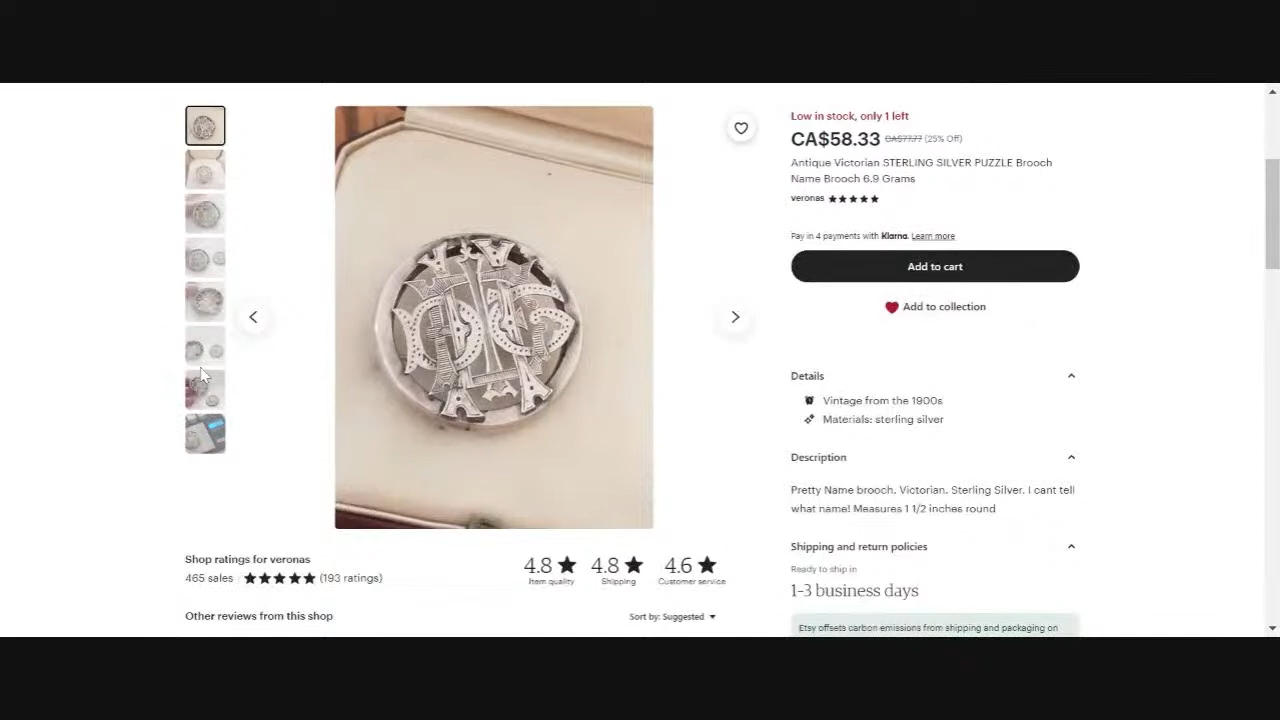 Low in stock, only 1 left
CA$58.33 CA$77.77 (25% Off)
Antique Victorian STERLING SILVER PUZZLE Brooch
Name Brooch 6.9 Grams
veronas
Pay in 4 payments with Klarna. Learn more
Add to cart
Add to collection
Details
Vintage from the 1900s
Materials: sterling silver
Description
Pretty Name brooch. Victorian. Sterling Silver. I cant tell
what name! Measures 1 1/2 inches round
Shipping and return policies
Ready to ship in
1-3 business days
Etsy offsets carbon emissions from shipping and packaging on
Shop ratings for veronas
465 sales (193 ratings)
4.8 4.8 4.6
Item quality Shipping Customer service
Other reviews from this shop
Sort by: Suggested